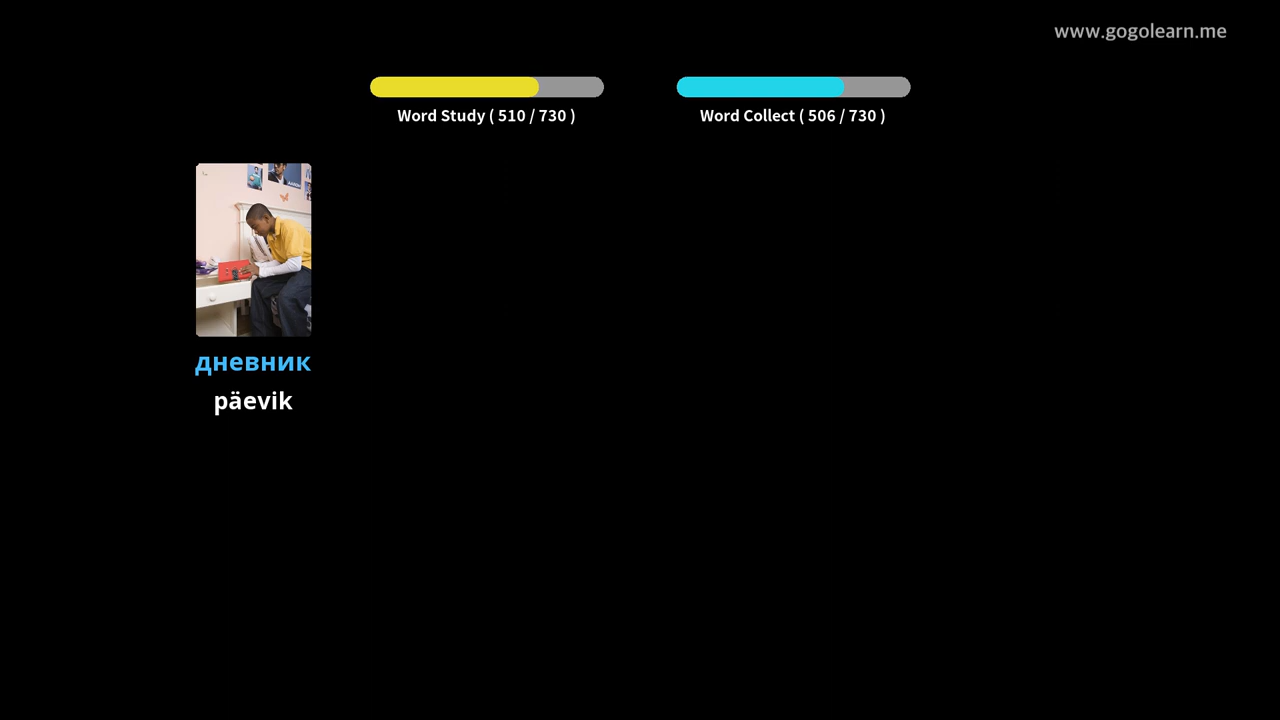 www.gogolearn.me
Word Study ( 510 / 730 )
Word Collect ( 506 / 730 )
дневник
päevik